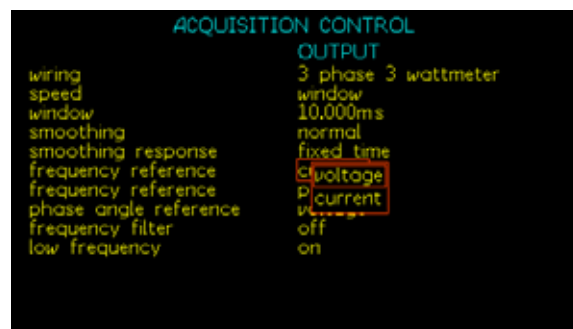 ACQUISITION CONTROL
OUTPUT
wiring 3 phase 3 wattmeter
speed window
window 10.000ms
smoothing normal
smoothing response fixed time
frequency reference
voltage
frequency reference
current
phase angle reference
frequency filter off
low frequency on